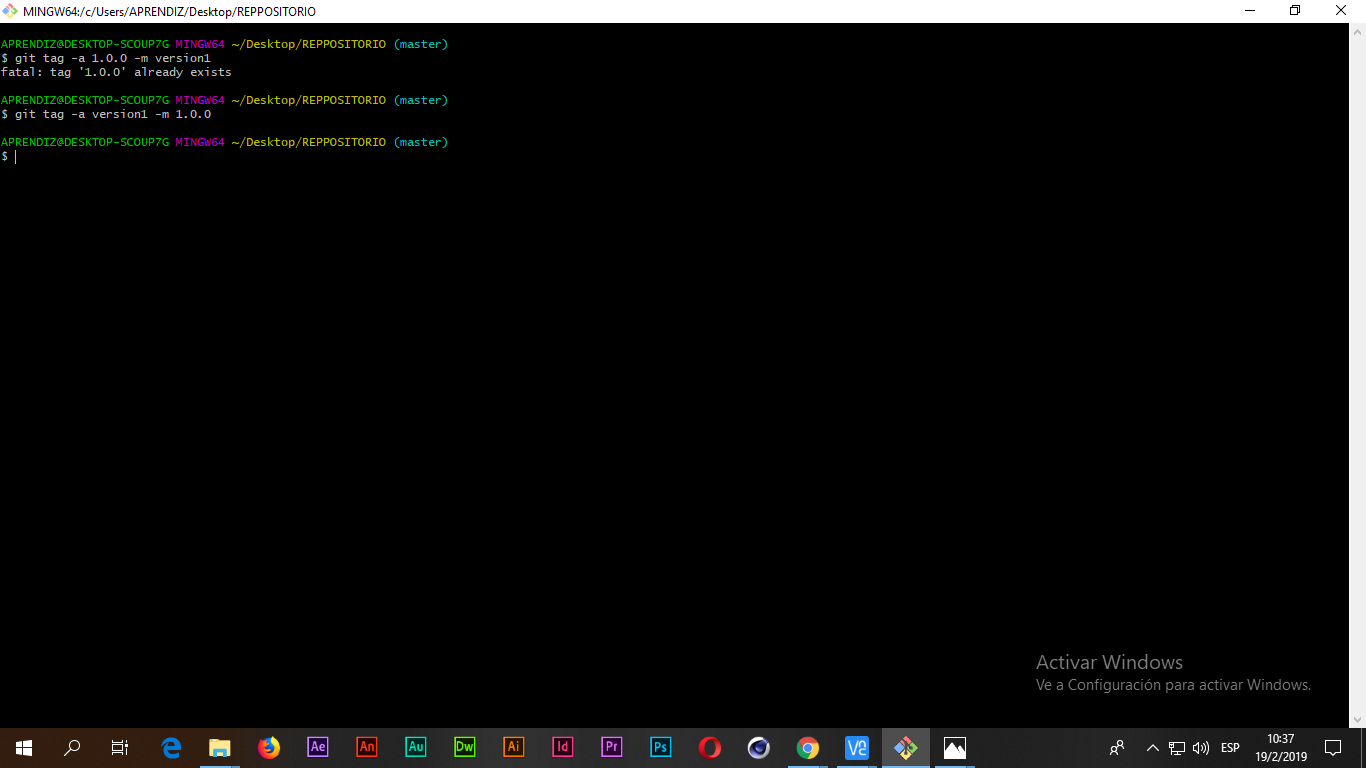 MINGW64:/c/Users/APRENDIZ/Desktop/REPPOSITORIO
APRENDIZ@DESKTOP-SCOUP7G MINGW64 ~/Desktop/REPPOSITORIO (master)
$ git tag -a 1.0.0 -m version1
fatal: tag '1.0.0' already exists
APRENDIZ@DESKTOP-SCOUP7G MINGW64 ~/Desktop/REPPOSITORIO (master)
$ git tag -a version1 -m 1.0.0
APRENDIZ@DESKTOP-SCOUP7G MINGW64 ~/Desktop/REPPOSITORIO (master)
$
Activar Windows
Ve a Configuración para activar Windows.
Ae An Au Dw Ai Id Pr Ps ESP
10:37
19/2/2019